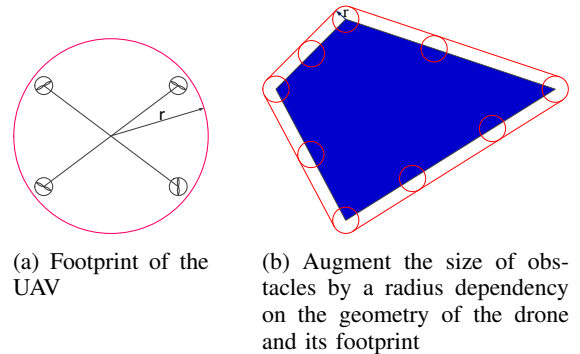 r
r
(a) Footprint of the
UAV
(b) Augment the size of obs-
tacles by a radius dependency
on the geometry of the drone
and its footprint